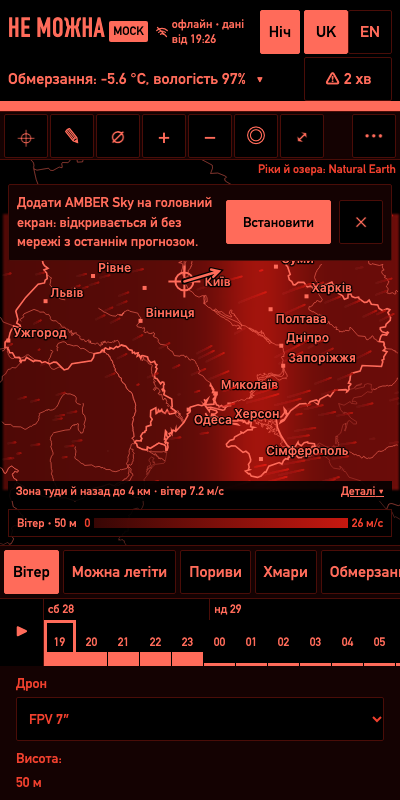 НЕ МОЖНА МОСК офлайн · дані від 19:26 Ніч UK EN
Обмерзання: -5.6 °C, вологість 97% ▾ ⚠ 2 хв
Ріки й озера: Natural Earth
Додати AMBER Sky на головний
екран: відкривається й без
мережі з останнім прогнозом.
Встановити ×
Суми
Рівне
Київ
Харків
Львів
Вінниця
Полтава
Ужгород
Дніпро
Запоріжжя
Миколаїв
Одеса Херсон
Сімферополь
Зона туди й назад до 4 км · вітер 7.2 м/с Деталі ▾
Вітер · 50 м 0 26 м/с
Вітер Можна летіти Пориви Хмари Обмерзан
сб 28 нд 29
19 20 21 22 23 00 01 02 03 04 05
Дрон
FPV 7″
Висота:
50 м